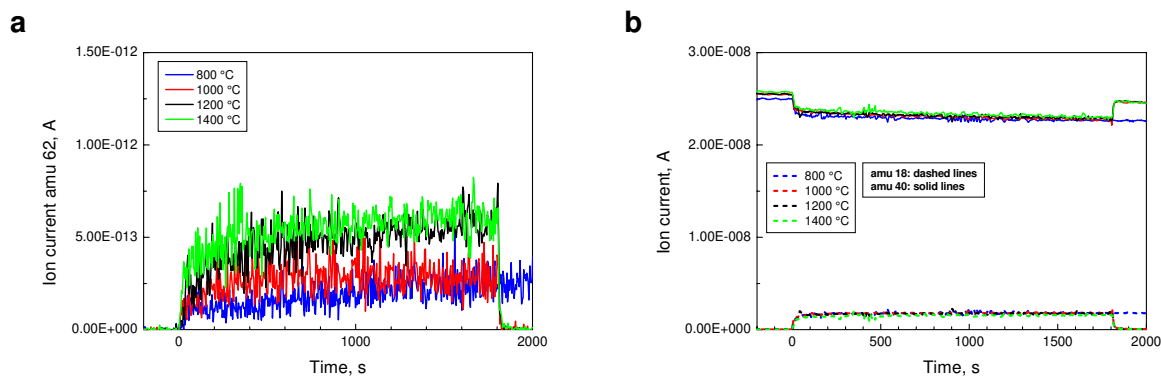 a
1.50E-012
1.00E-012
5.00E-013
0.00E+000
Ion current amu 62, A
800 °C
1000 °C
1200 °C
1400 °C
0
1000
2000
Time, s
b
3.00E-008
2.00E-008
1.00E-008
0.00E+000
Ion current, A
800 °C
1000 °C
1200 °C
1400 °C
amu 18: dashed lines
amu 40: solid lines
0
500
1000
1500
2000
Time, s